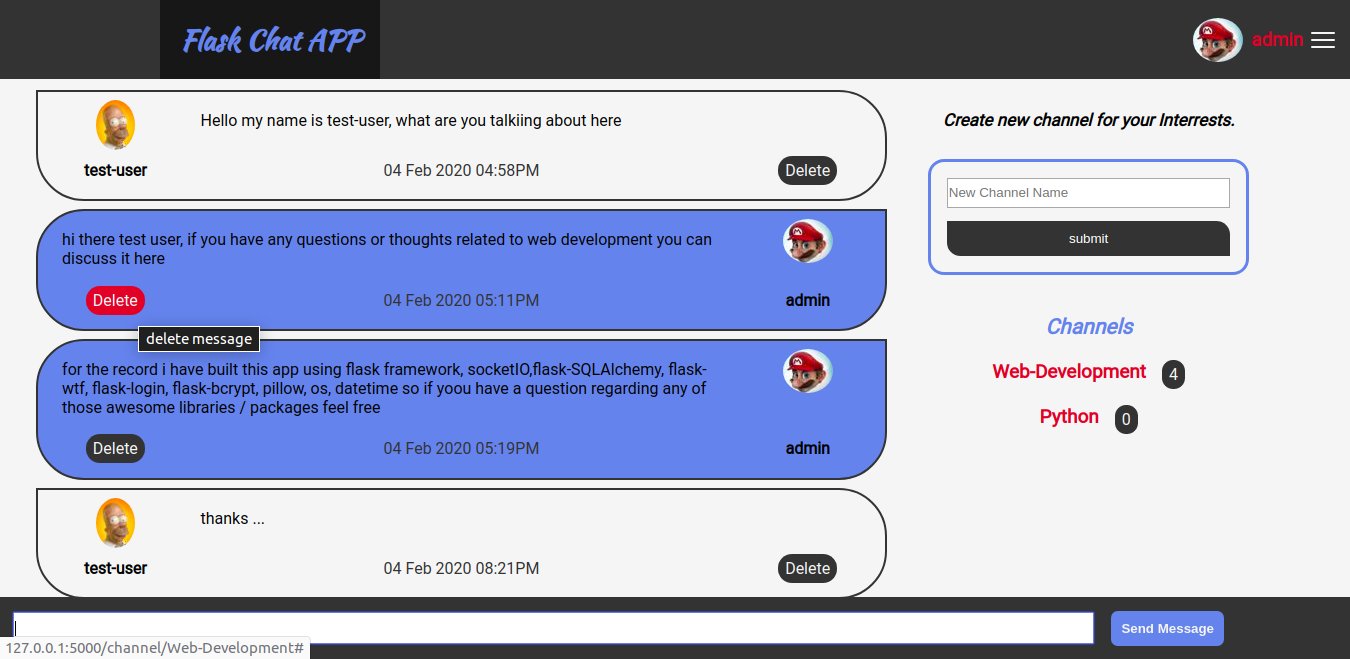 Flask Chat APP
admin
Hello my name is test-user, what are you talkiing about here
test-user
04 Feb 2020 04:58PM
Delete
hi there test user, if you have any questions or thoughts related to web development you can
discuss it here
Delete
04 Feb 2020 05:11PM
admin
delete message
for the record i have built this app using flask framework, socketIO,flask-SQLAlchemy, flask-
wtf, flask-login, flask-bcrypt, pillow, os, datetime so if yoou have a question regarding any of
those awesome libraries / packages feel free
Delete
04 Feb 2020 05:19PM
admin
thanks ...
test-user
04 Feb 2020 08:21PM
Delete
Create new channel for your Interrests.
New Channel Name
submit
Channels
Web-Development 4
Python 0
Send Message
127.0.0.1:5000/channel/Web-Development#